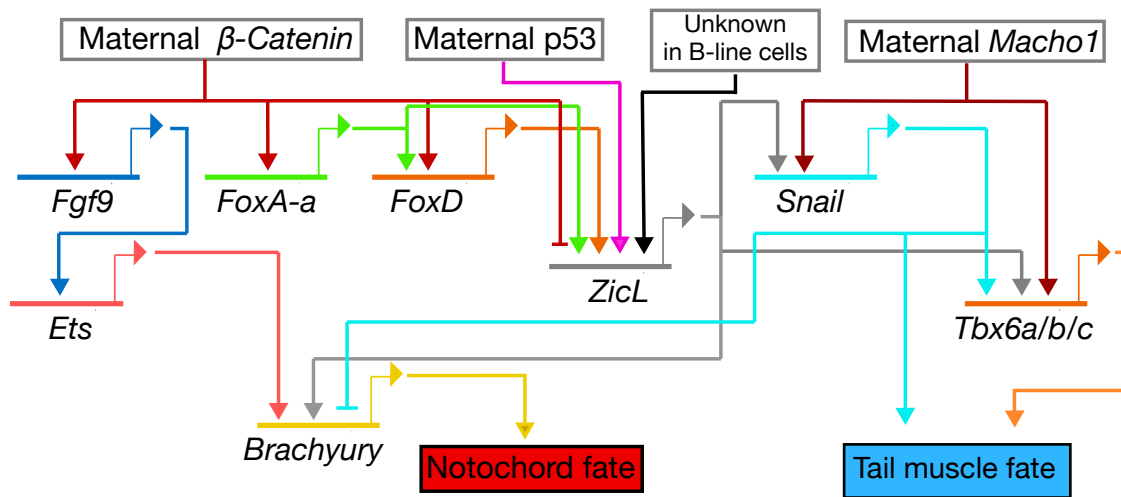 Maternal β-Catenin
Maternal p53
Unknown
in B-line cells
Maternal Macho1
Fgf9
FoxA-a
FoxD
Snail
ZicL
Ets
Tbx6a/b/c
Brachyury
Notochord fate
Tail muscle fate